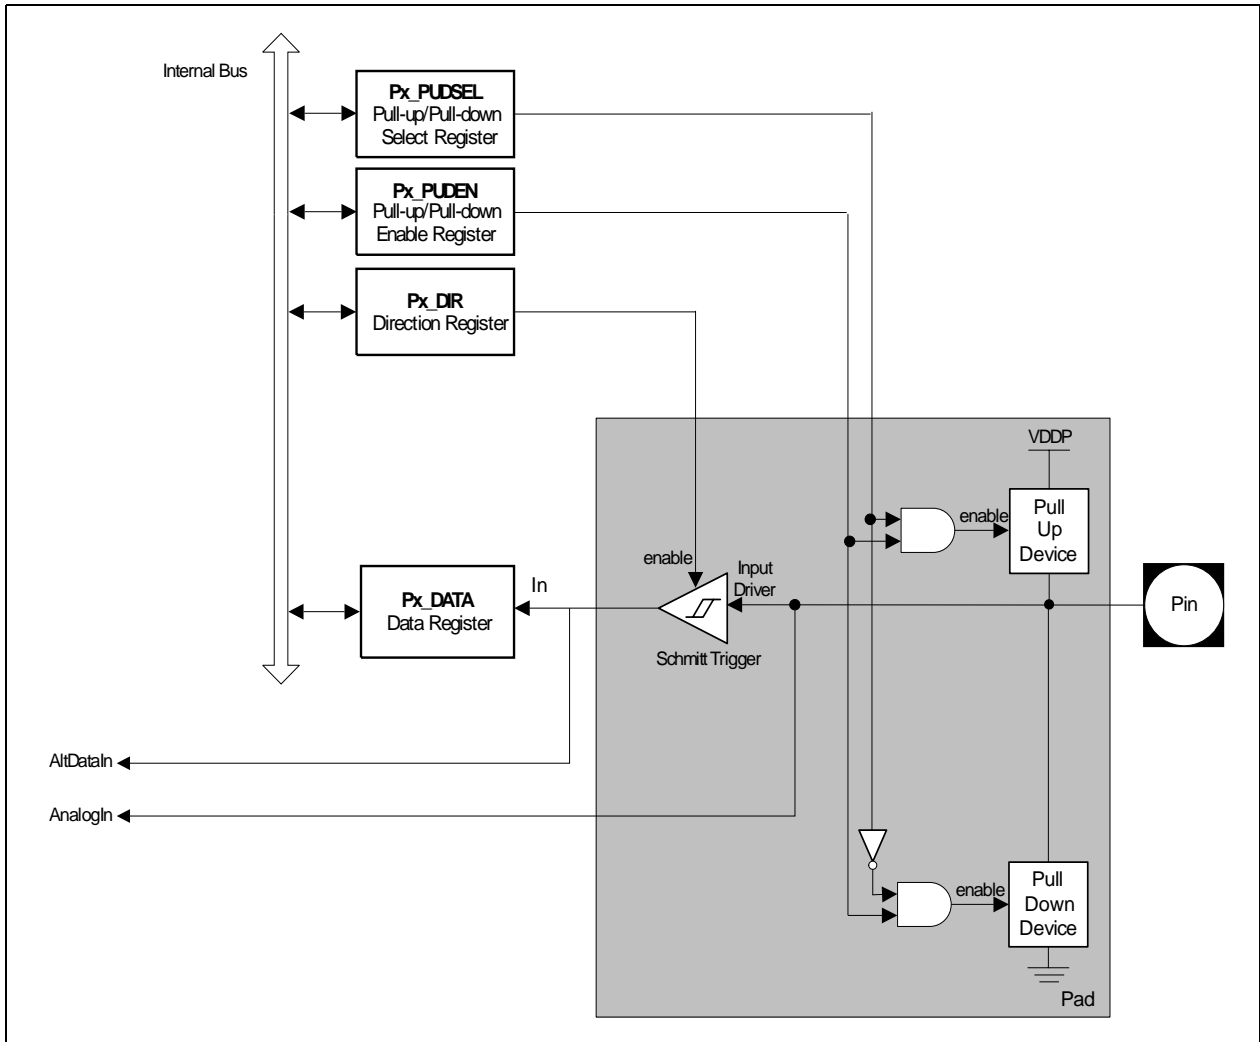 Internal Bus
Px_PUDSEL
Pull-up/Pull-down
Select Register
Px_PUDEN
Pull-up/Pull-down
Enable Register
Px_DIR
Direction Register
VDDP
enable
Pull
Up
Device
enable
Input
Driver
In
Px_DATA
Data Register
Schmitt Trigger
Pin
AltDataIn
AnalogIn
enable
Pull
Down
Device
Pad